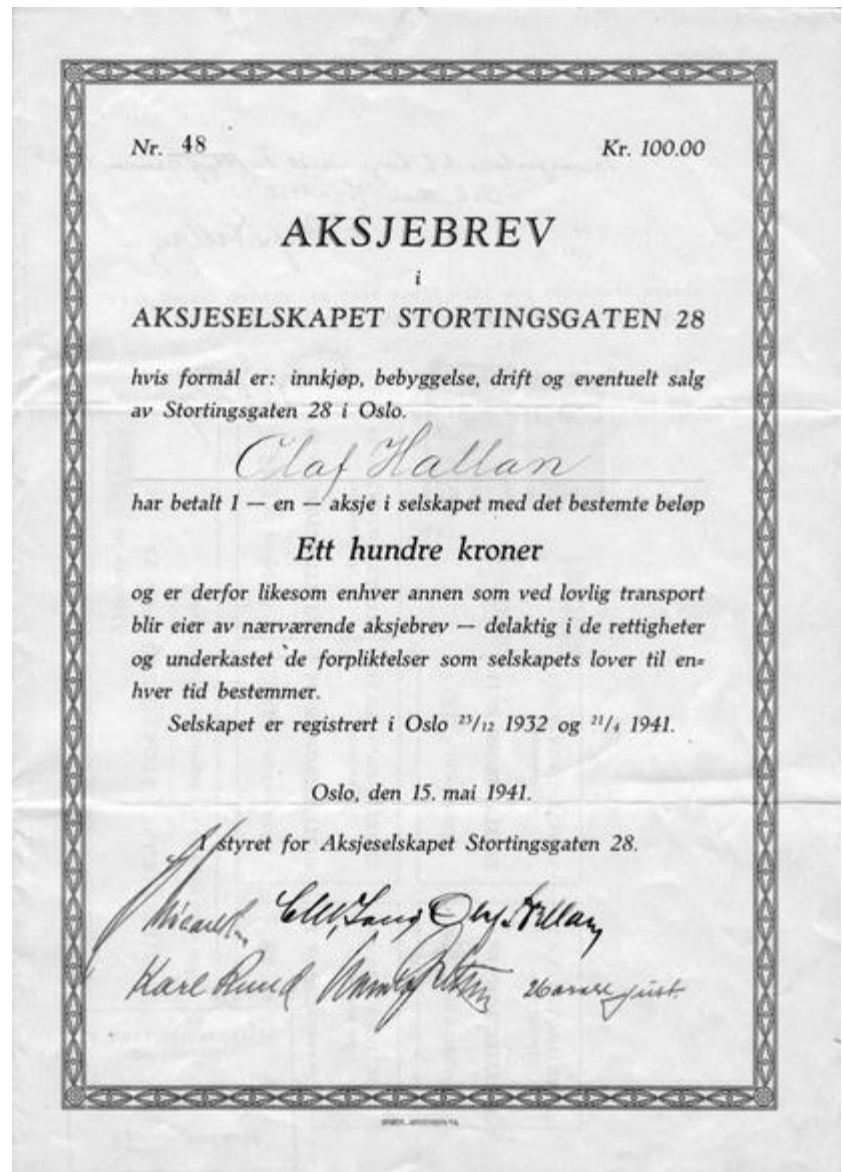 Nr. 48 Kr. 100.00
AKSJEBREV
i
AKSJESELSKAPET STORTINGSGATEN 28
hvis formål er: innkjøp, bebyggelse, drift og eventuelt salg
av Stortingsgaten 28 i Oslo.
Olaf Hallan
har betalt 1 — en — aksje i selskapet med det bestemte beløp
Ett hundre kroner
og er derfor likesom enhver annen som ved lovlig transport
blir eier av nærværende aksjebrev — delaktig i de rettigheter
og underkastet de forpliktelser som selskapets lover til en=
hver tid bestemmer.
Selskapet er registrert i Oslo 23/12 1932 og 21/4 1941.
Oslo, den 15. mai 1941.
I styret for Aksjeselskapet Stortingsgaten 28.
Karl Ruud